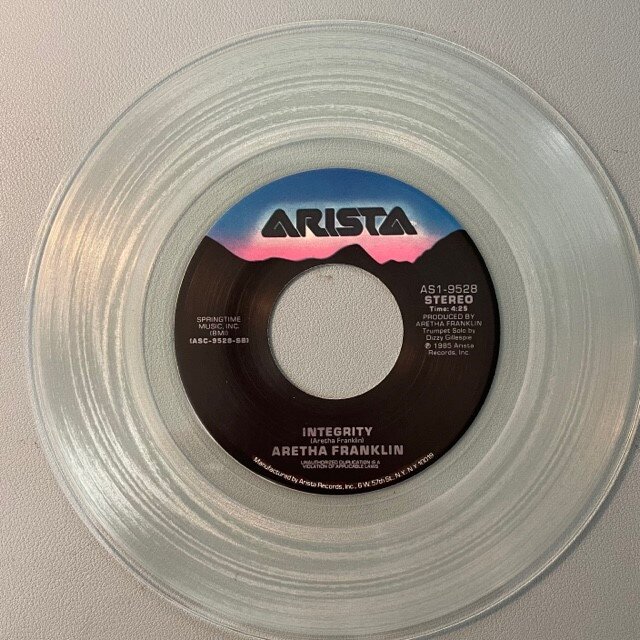 ARISTA
SPRINGTIME
MUSIC, INC.
(BMI)
(ASC-9528-SB)
AS1-9528
STEREO
Time: 4:25
PRODUCED BY
ARETHA FRANKLIN
Trumpet Solo by
Dizzy Gillespie
℗ 1985 Arista
Records, Inc.
INTEGRITY
(Aretha Franklin)
ARETHA FRANKLIN
UNAUTHORIZED DUPLICATION IS A
VIOLATION OF APPLICABLE LAWS
Manufactured by Arista Records, Inc., 6 W. 57th St., N.Y., N.Y. 10019